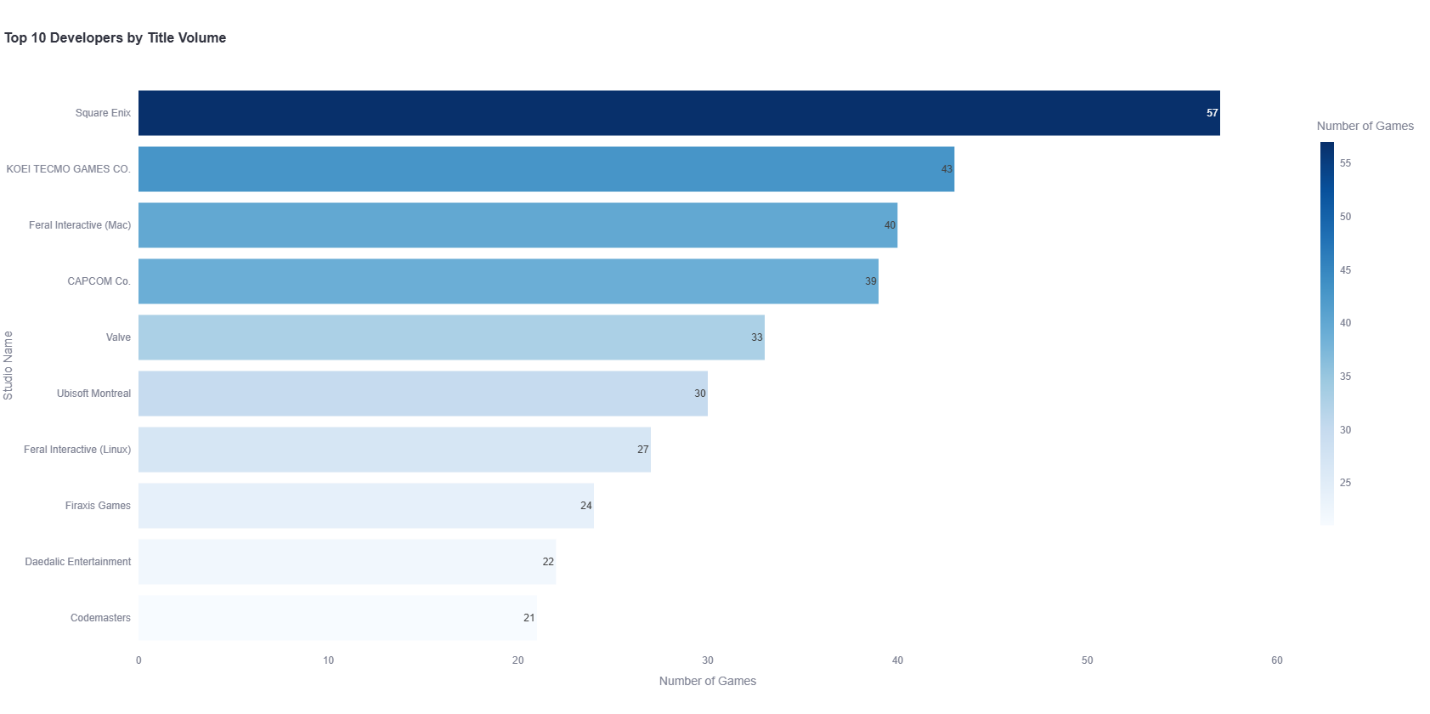 Top 10 Developers by Title Volume
Square Enix
57
KOEI TECMO GAMES CO.
43
Feral Interactive (Mac)
40
CAPCOM Co.
39
Valve
33
Ubisoft Montreal
30
Feral Interactive (Linux)
27
Firaxis Games
24
Daedalic Entertainment
22
Codemasters
21
Studio Name
0
10
20
30
40
50
60
Number of Games
Number of Games
55
50
45
40
35
30
25